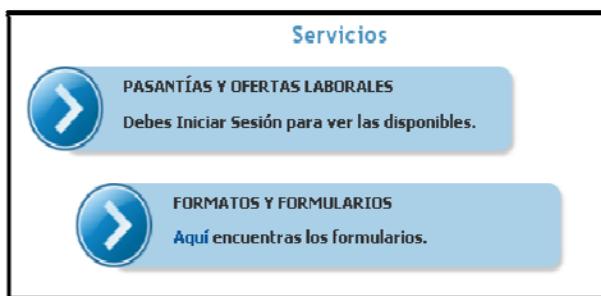 Servicios
PASANTÍAS Y OFERTAS LABORALES
Debes Iniciar Sesión para ver las disponibles.
FORMATOS Y FORMULARIOS
Aquí encuentras los formularios.